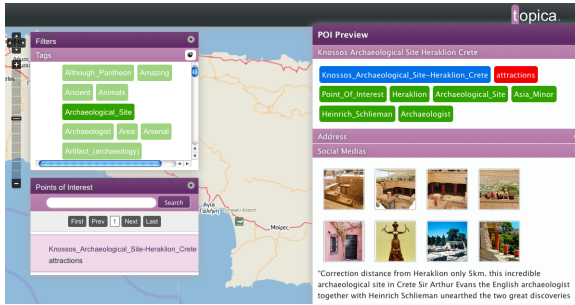 topica.
Filters
Tags
Although_Pantheon Amazing
Ancient Animals
Archaeological_Site
Archaeologist Area Arsenal
Artifact_(archaeology)
Points of Interest
Search
First Prev 1 Next Last
Knossos_Archaeological_Site-Heraklion_Crete
attractions
Αγία
Γαλήνη
Μοίρες
POI Preview
Knossos Archaeological Site Heraklion Crete
Knossos_Archaeological_Site-Heraklion_Crete attractions
Point_Of_Interest Heraklion Archaeological_Site Asia_Minor
Heinrich_Schlieman Archaeologist
Address
Social Medias
"Correction distance from Heraklion only 5km. this incredible
archaeological site in Crete Sir Arthur Evans the English archaeologist
together with Heinrich Schlieman unearthed the two great discoveries